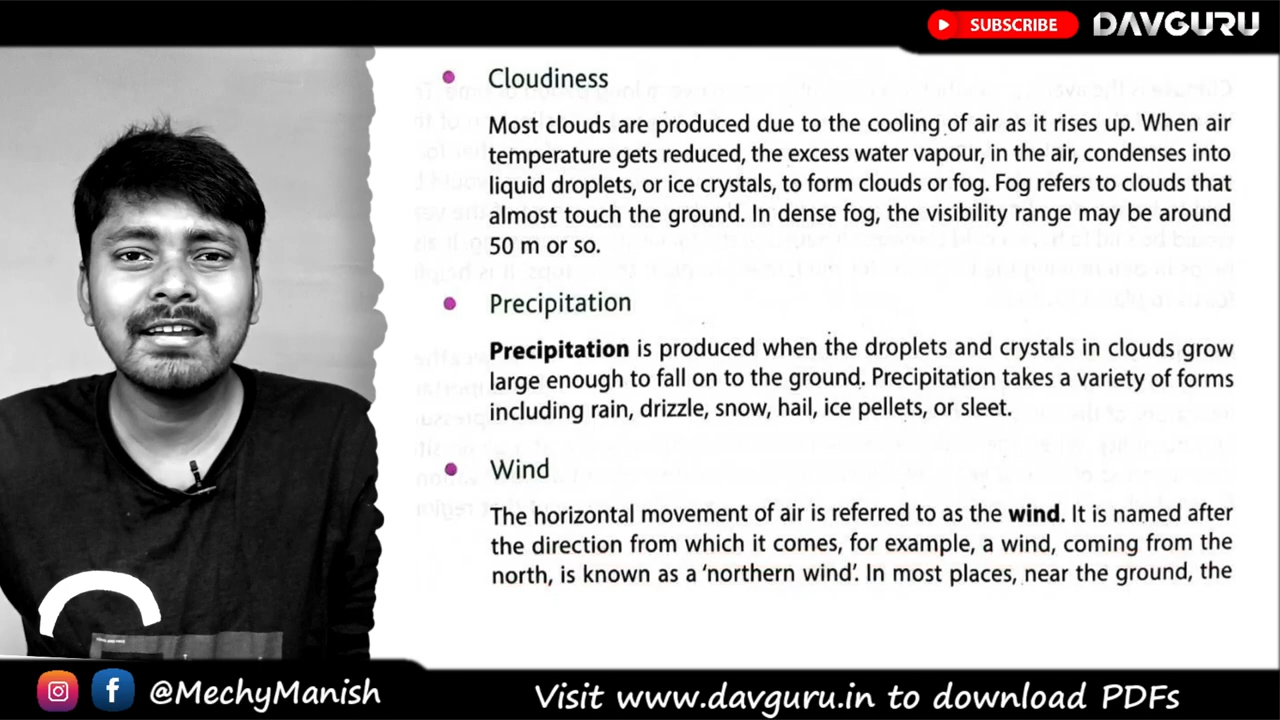 SUBSCRIBE DAVGURU
Cloudiness
Most clouds are produced due to the cooling of air as it rises up. When air
temperature gets reduced, the excess water vapour, in the air, condenses into
liquid droplets, or ice crystals, to form clouds or fog. Fog refers to clouds that
almost touch the ground. In dense fog, the visibility range may be around
50 m or so.
Precipitation
Precipitation is produced when the droplets and crystals in clouds grow
large enough to fall on to the ground. Precipitation takes a variety of forms
including rain, drizzle, snow, hail, ice pellets, or sleet.
Wind
The horizontal movement of air is referred to as the wind. It is named after
the direction from which it comes, for example, a wind, coming from the
north, is known as a ‘northern wind’. In most places, near the ground, the
@MechyManish
Visit www.davguru.in to download PDFs